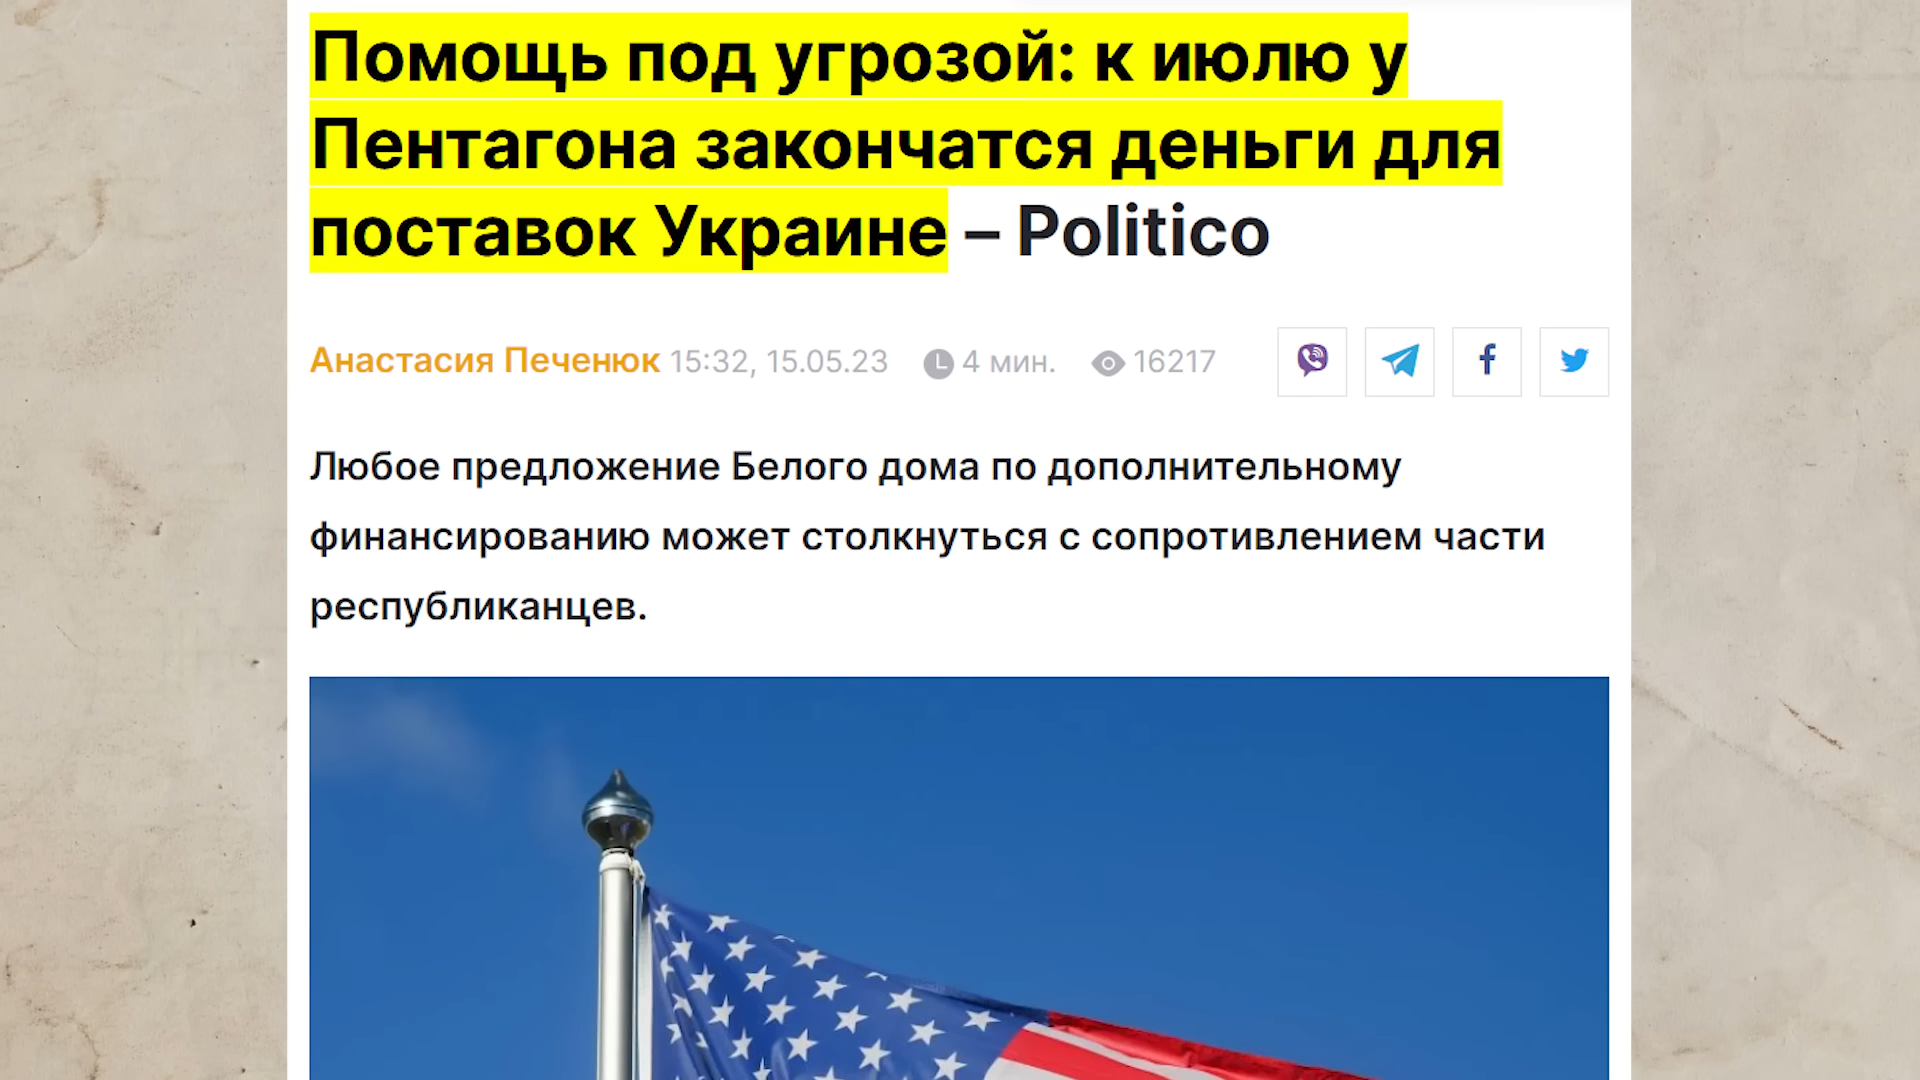 Помощь под угрозой: к июлю у
Пентагона закончатся деньги для
поставок Украине – Politico
Анастасия Печенюк 15:32, 15.05.23 4 мин. 16217
Любое предложение Белого дома по дополнительному
финансированию может столкнуться с сопротивлением части
республиканцев.